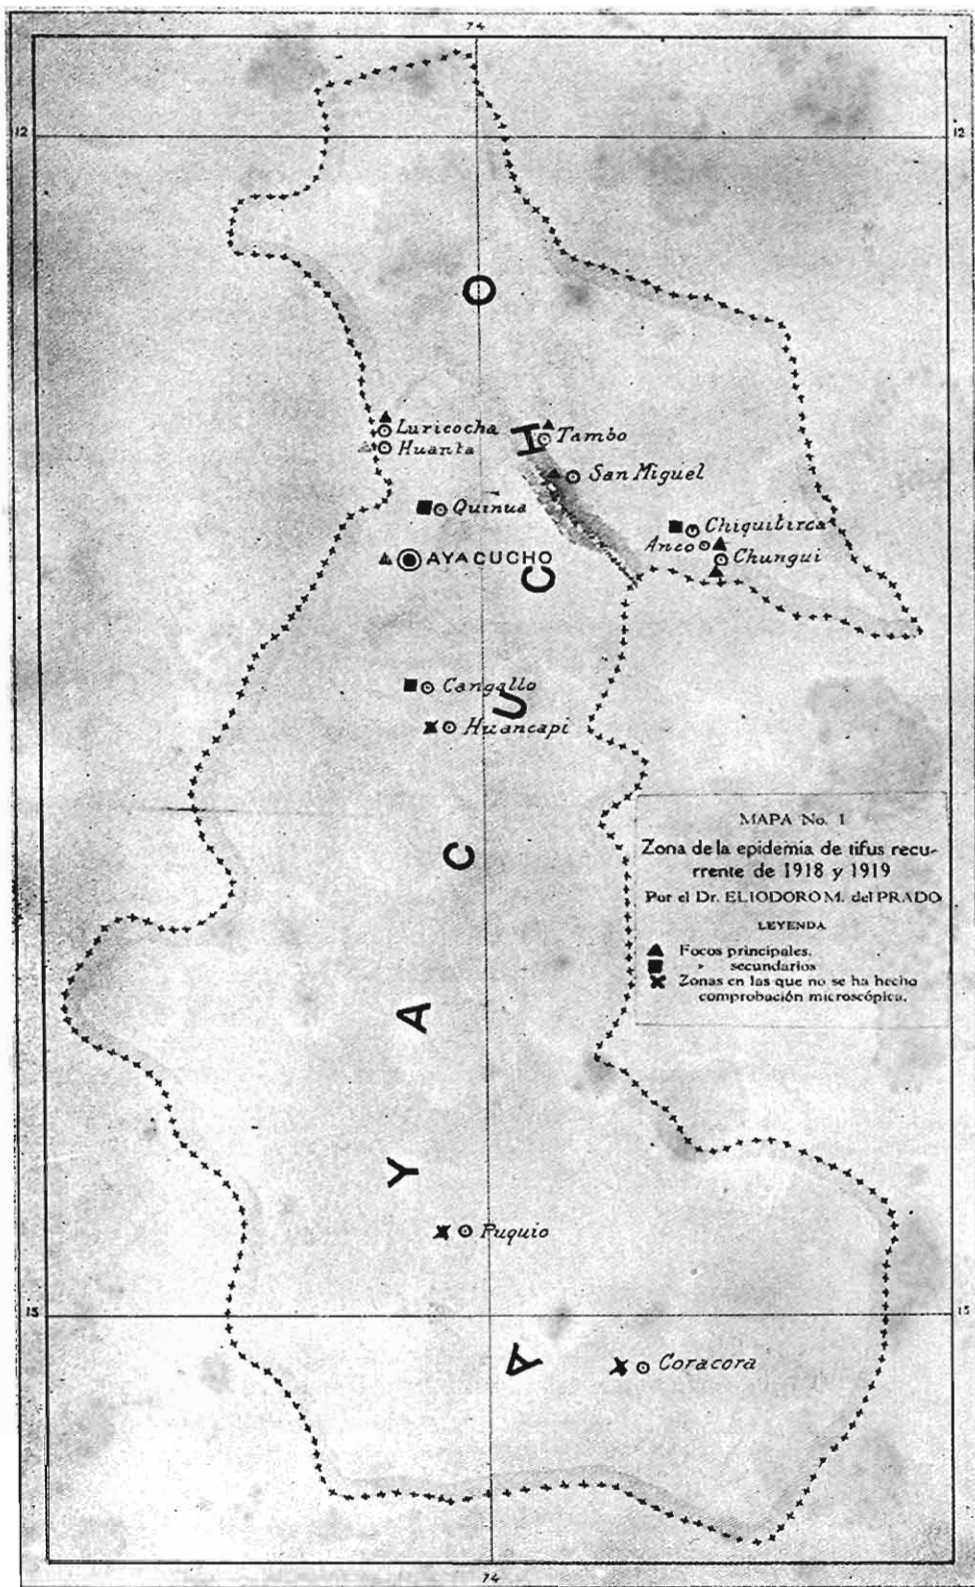 74
12 12
O
Luricocha
Huanta
H
Tambo
San Miguel
Quinua
Chiquitirca
Anco
Chungui
AYACUCHO
C
Cangallo
U
Huancapi
MAPA No. 1
Zona de la epidemia de tifus recu-
rrente de 1918 y 1919
Por el Dr. ELIODORO M. del PRADO
LEYENDA
Focos principales.
" secundarios
Zonas en las que no se ha hecho
comprobación microscópica.
C
A
Y
Puquio
15 15
A
Coracora
74